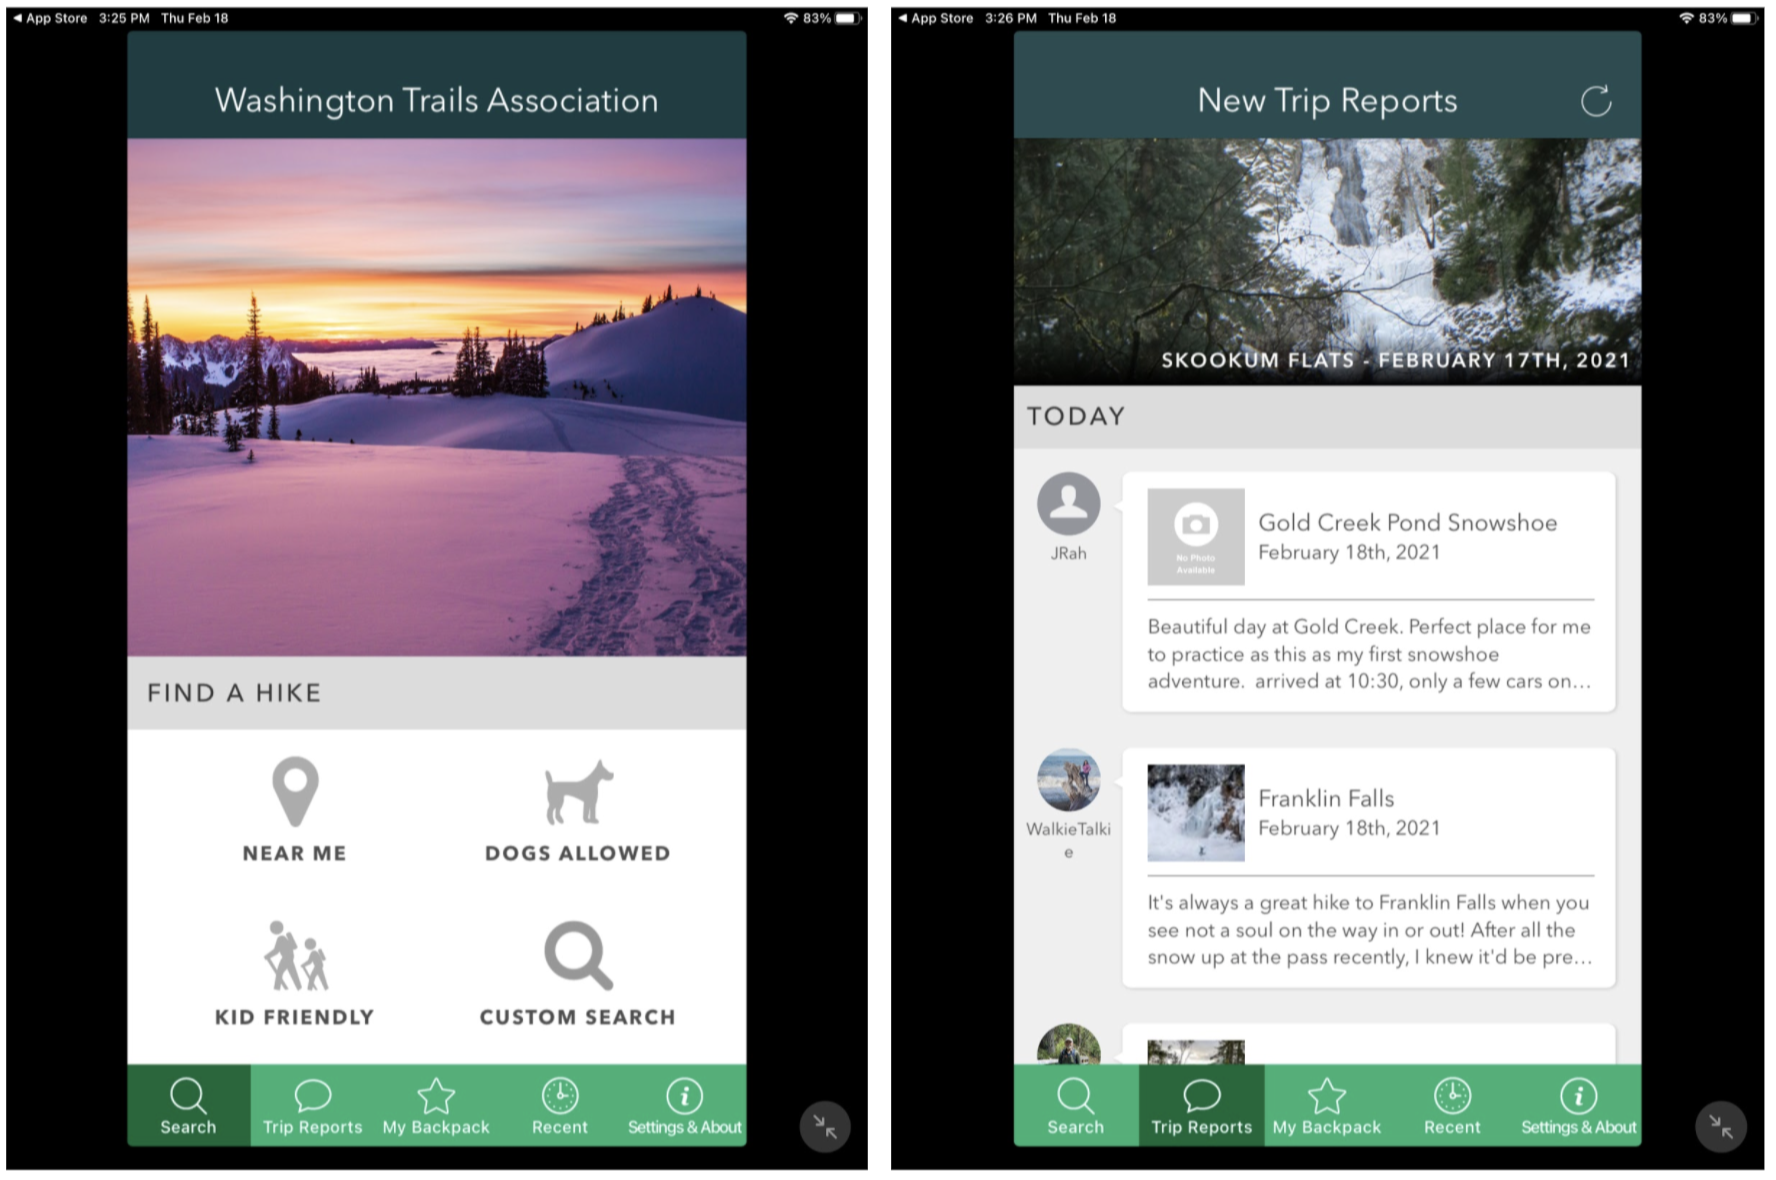 App Store 3:25 PM Thu Feb 18 83%
Washington Trails Association
FIND A HIKE
NEAR ME
DOGS ALLOWED
KID FRIENDLY
CUSTOM SEARCH
Search Trip Reports My Backpack Recent Settings & About
App Store 3:26 PM Thu Feb 18 83%
New Trip Reports
SKOOKUM FLATS - FEBRUARY 17TH, 2021
TODAY
JRah
No Photo
Available
Gold Creek Pond Snowshoe
February 18th, 2021
Beautiful day at Gold Creek. Perfect place for me
to practice as this as my first snowshoe
adventure. arrived at 10:30, only a few cars on...
WalkieTalki
e
Franklin Falls
February 18th, 2021
It's always a great hike to Franklin Falls when you
see not a soul on the way in or out! After all the
snow up at the pass recently, I knew it'd be pre...
Search Trip Reports My Backpack Recent Settings & About